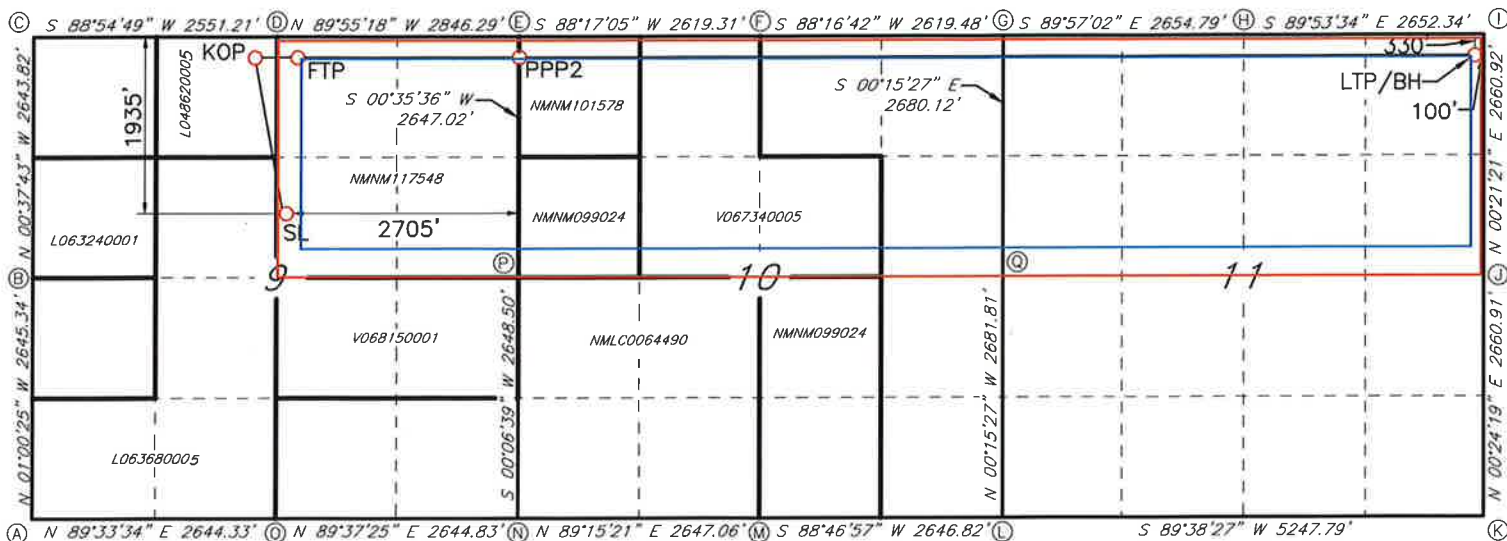 Ⓒ S 88°54'49" W 2551.21' Ⓓ N 89°55'18" W 2846.29' Ⓔ S 88°17'05" W 2619.31' Ⓕ S 88°16'42" W 2619.48' Ⓖ S 89°57'02" E 2654.79' Ⓗ S 89°53'34" E 2652.34' Ⓘ
KOP
FTP
PPP2
330'
LTP/BH
100'
N 00°37'43" W 2643.82'
1935'
L048620005
S 00°35'36" W
2647.02'
NMNM101578
S 00°15'27" E
2680.12'
N 00°21'21" E 2660.92'
NMNM117548
SL
2705'
NMNM099024
V067340005
L063240001
Ⓑ
9
Ⓟ
10
Ⓠ
11
Ⓙ
N 01°00'25" W 2645.34'
V068150001
S 00°06'39" W 2648.50'
NMLC0064490
NMNM099024
N 00°15'27" W 2681.81'
N 00°24'19" E 2660.91'
L063680005
Ⓐ N 89°33'34" E 2644.33' Ⓞ N 89°37'25" E 2644.83' Ⓝ N 89°15'21" E 2647.06' Ⓜ S 88°46'57" W 2646.82' Ⓛ S 89°38'27" W 5247.79' Ⓚ